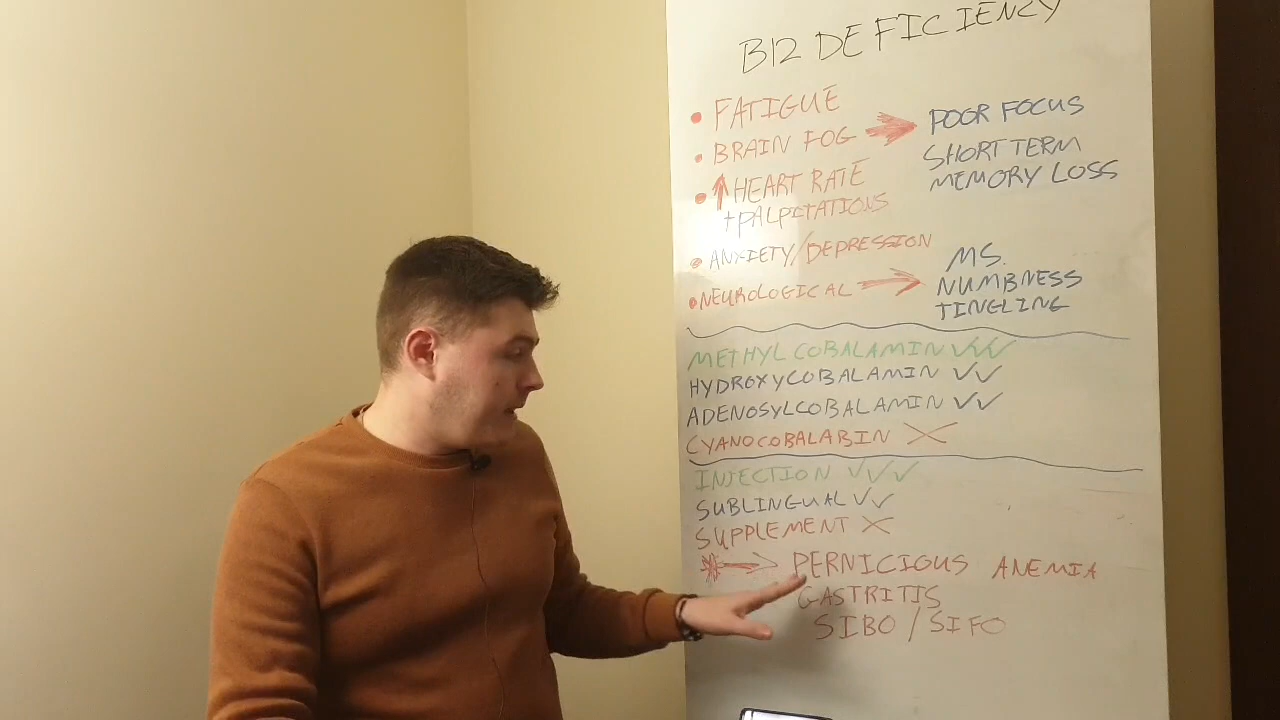 B12 DEFICIENCY
• FATIGUE
• BRAIN FOG → POOR FOCUS
SHORT TERM
MEMORY LOSS
• ↑ HEART RATE
+ PALPITATIONS
• ANXIETY/DEPRESSION
• NEUROLOGICAL → MS.
NUMBNESS
TINGLING
METHYLCOBALAMIN ✓✓✓
HYDROXYCOBALAMIN ✓✓
ADENOSYLCOBALAMIN ✓✓
CYANOCOBALABIN ✗
INJECTION ✓✓✓
SUBLINGUAL ✓✓
SUPPLEMENT ✗
* → PERNICIOUS ANEMIA
GASTRITIS
SIBO / SIFO